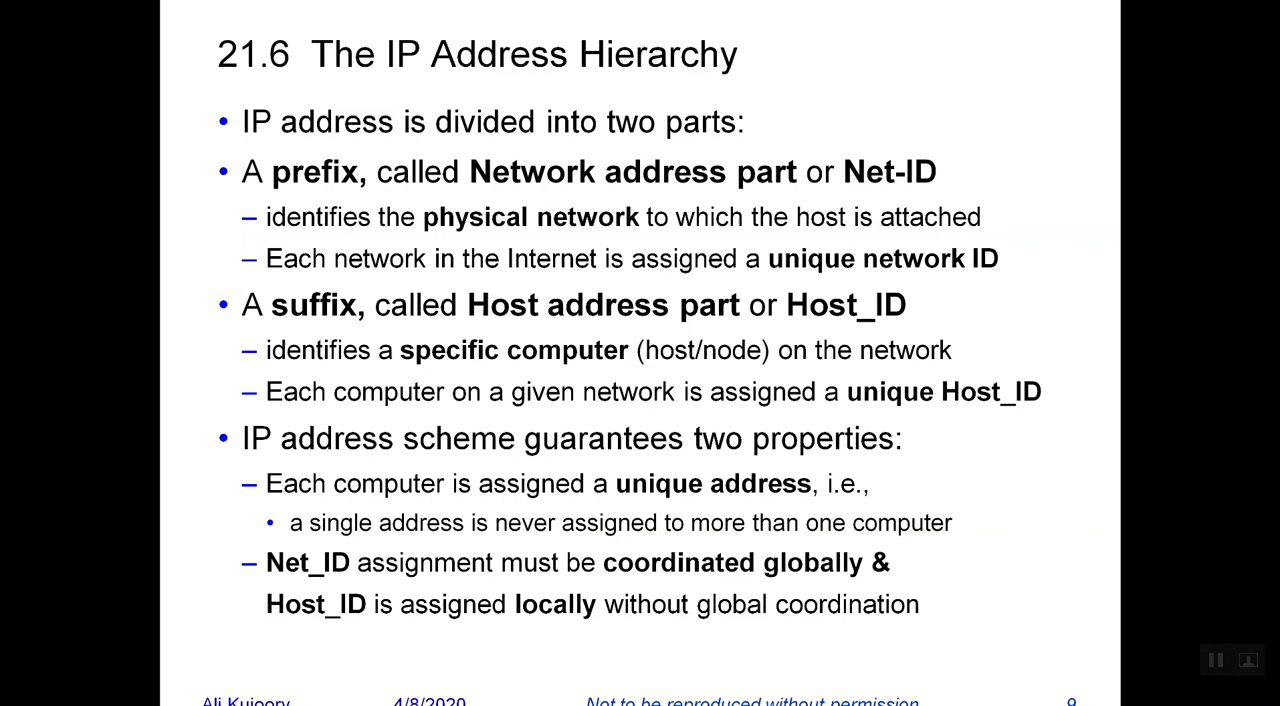 21.6 The IP Address Hierarchy
• IP address is divided into two parts:
• A prefix, called Network address part or Net-ID
– identifies the physical network to which the host is attached
– Each network in the Internet is assigned a unique network ID
• A suffix, called Host address part or Host_ID
– identifies a specific computer (host/node) on the network
– Each computer on a given network is assigned a unique Host_ID
• IP address scheme guarantees two properties:
– Each computer is assigned a unique address, i.e.,
• a single address is never assigned to more than one computer
– Net_ID assignment must be coordinated globally &
Host_ID is assigned locally without global coordination
Ali Kujoory 4/8/2020 Not to be reproduced without permission 9